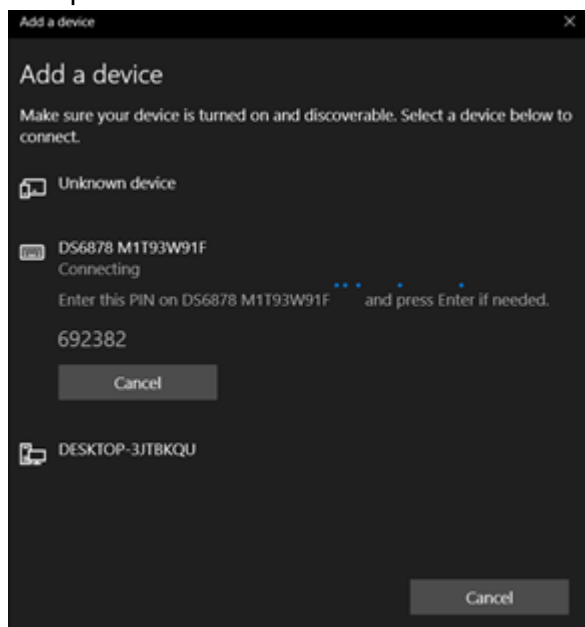 Add a device
Add a device
Make sure your device is turned on and discoverable. Select a device below to
connect.
Unknown device
DS6878 M1T93W91F
Connecting
Enter this PIN on DS6878 M1T93W91F and press Enter if needed.
692382
Cancel
DESKTOP-3JTBKQU
Cancel